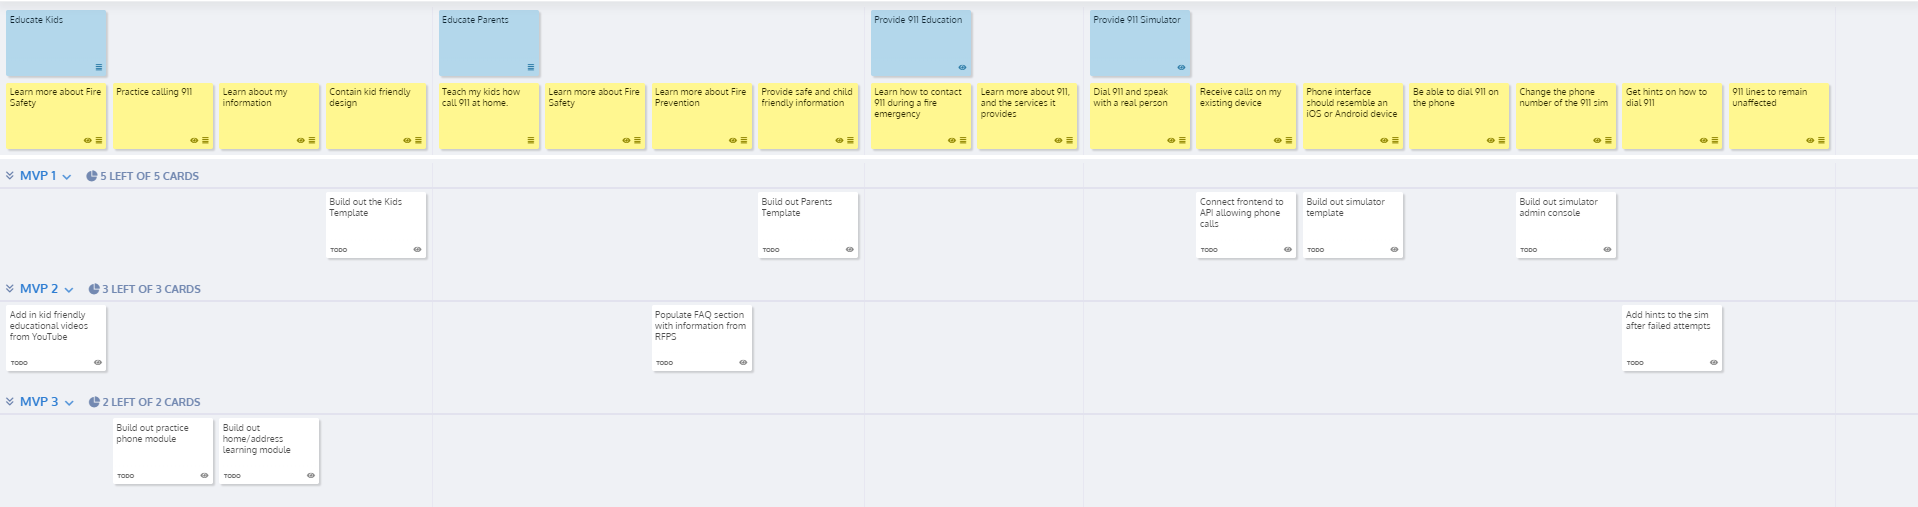 Educate Kids
Educate Parents
Provide 911 Education
Provide 911 Simulator
Learn more about Fire
Safety
Practice calling 911
Learn about my
information
Contain kid friendly
design
Teach my kids how
call 911 at home.
Learn more about Fire
Safety
Learn more about Fire
Prevention
Provide safe and child
friendly information
Learn how to contact
911 during a fire
emergency
Learn more about 911,
and the services it
provides
Dial 911 and speak
with a real person
Receive calls on my
existing device
Phone interface
should resemble an
iOS or Android device
Be able to dial 911 on
the phone
Change the phone
number of the 911 sim
Get hints on how to
dial 911
911 lines to remain
unaffected
MVP 1
5 LEFT OF 5 CARDS
Build out the Kids
Template
TODO
Build out Parents
Template
TODO
Connect frontend to
API allowing phone
calls
TODO
Build out simulator
template
TODO
Build out simulator
admin console
TODO
MVP 2
3 LEFT OF 3 CARDS
Add in kid friendly
educational videos
from YouTube
TODO
Populate FAQ section
with information from
RFPS
TODO
Add hints to the sim
after failed attempts
TODO
MVP 3
2 LEFT OF 2 CARDS
Build out practice
phone module
TODO
Build out
home/address
learning module
TODO